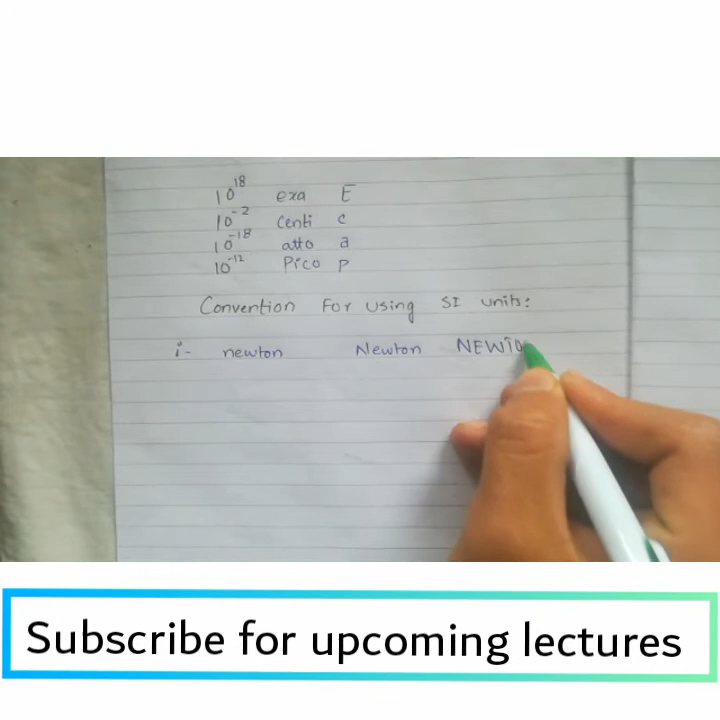 10^18 exa E
10^-2 Centi c
10^-18 atto a
10^-12 Pico p
Convention For using SI units:
i- newton Newton NEWTO
Subscribe for upcoming lectures